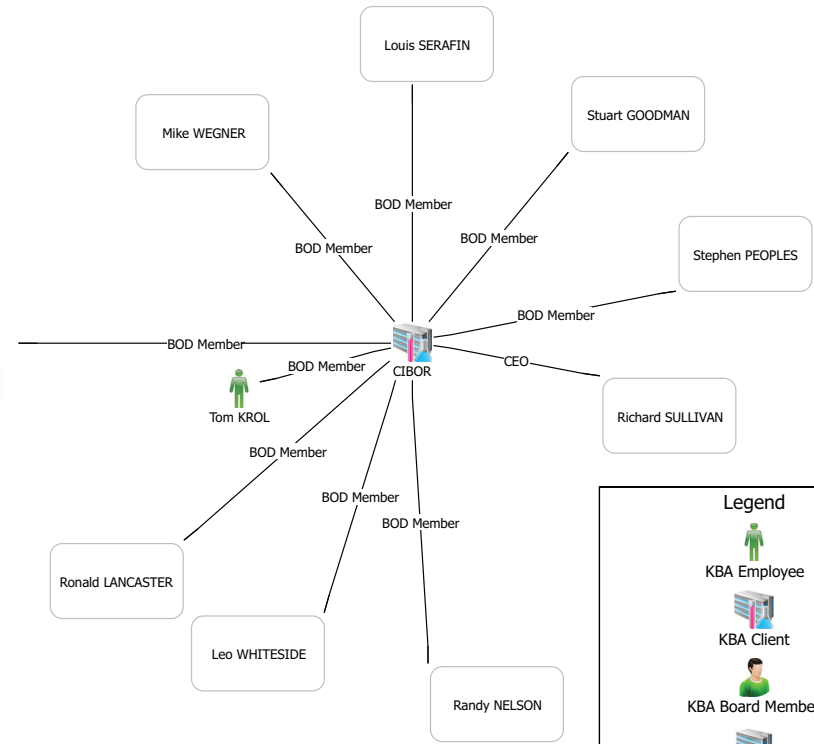 Louis SERAFIN
Stuart GOODMAN
Mike WEGNER
BOD Member
BOD Member
BOD Member
Stephen PEOPLES
BOD Member
BOD Member
CEO
BOD Member
CIBOR
Tom KROL
Richard SULLIVAN
BOD Member
BOD Member
BOD Member
Legend
KBA Employee
Ronald LANCASTER
KBA Client
Leo WHITESIDE
Randy NELSON
KBA Board Membe